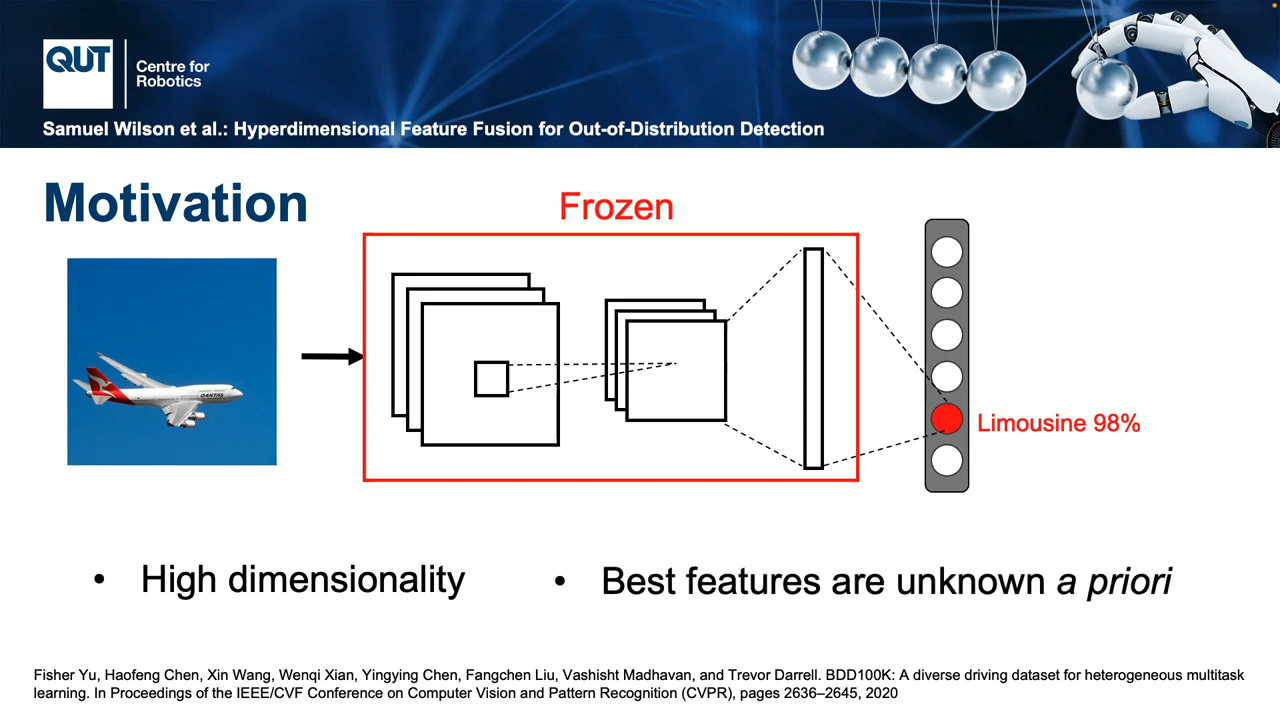 QUT
Centre for
Robotics
Samuel Wilson et al.: Hyperdimensional Feature Fusion for Out-of-Distribution Detection
Motivation
Frozen
QANTAS
Limousine 98%
• High dimensionality
• Best features are unknown a priori
Fisher Yu, Haofeng Chen, Xin Wang, Wenqi Xian, Yingying Chen, Fangchen Liu, Vashisht Madhavan, and Trevor Darrell. BDD100K: A diverse driving dataset for heterogeneous multitask
learning. In Proceedings of the IEEE/CVF Conference on Computer Vision and Pattern Recognition (CVPR), pages 2636–2645, 2020